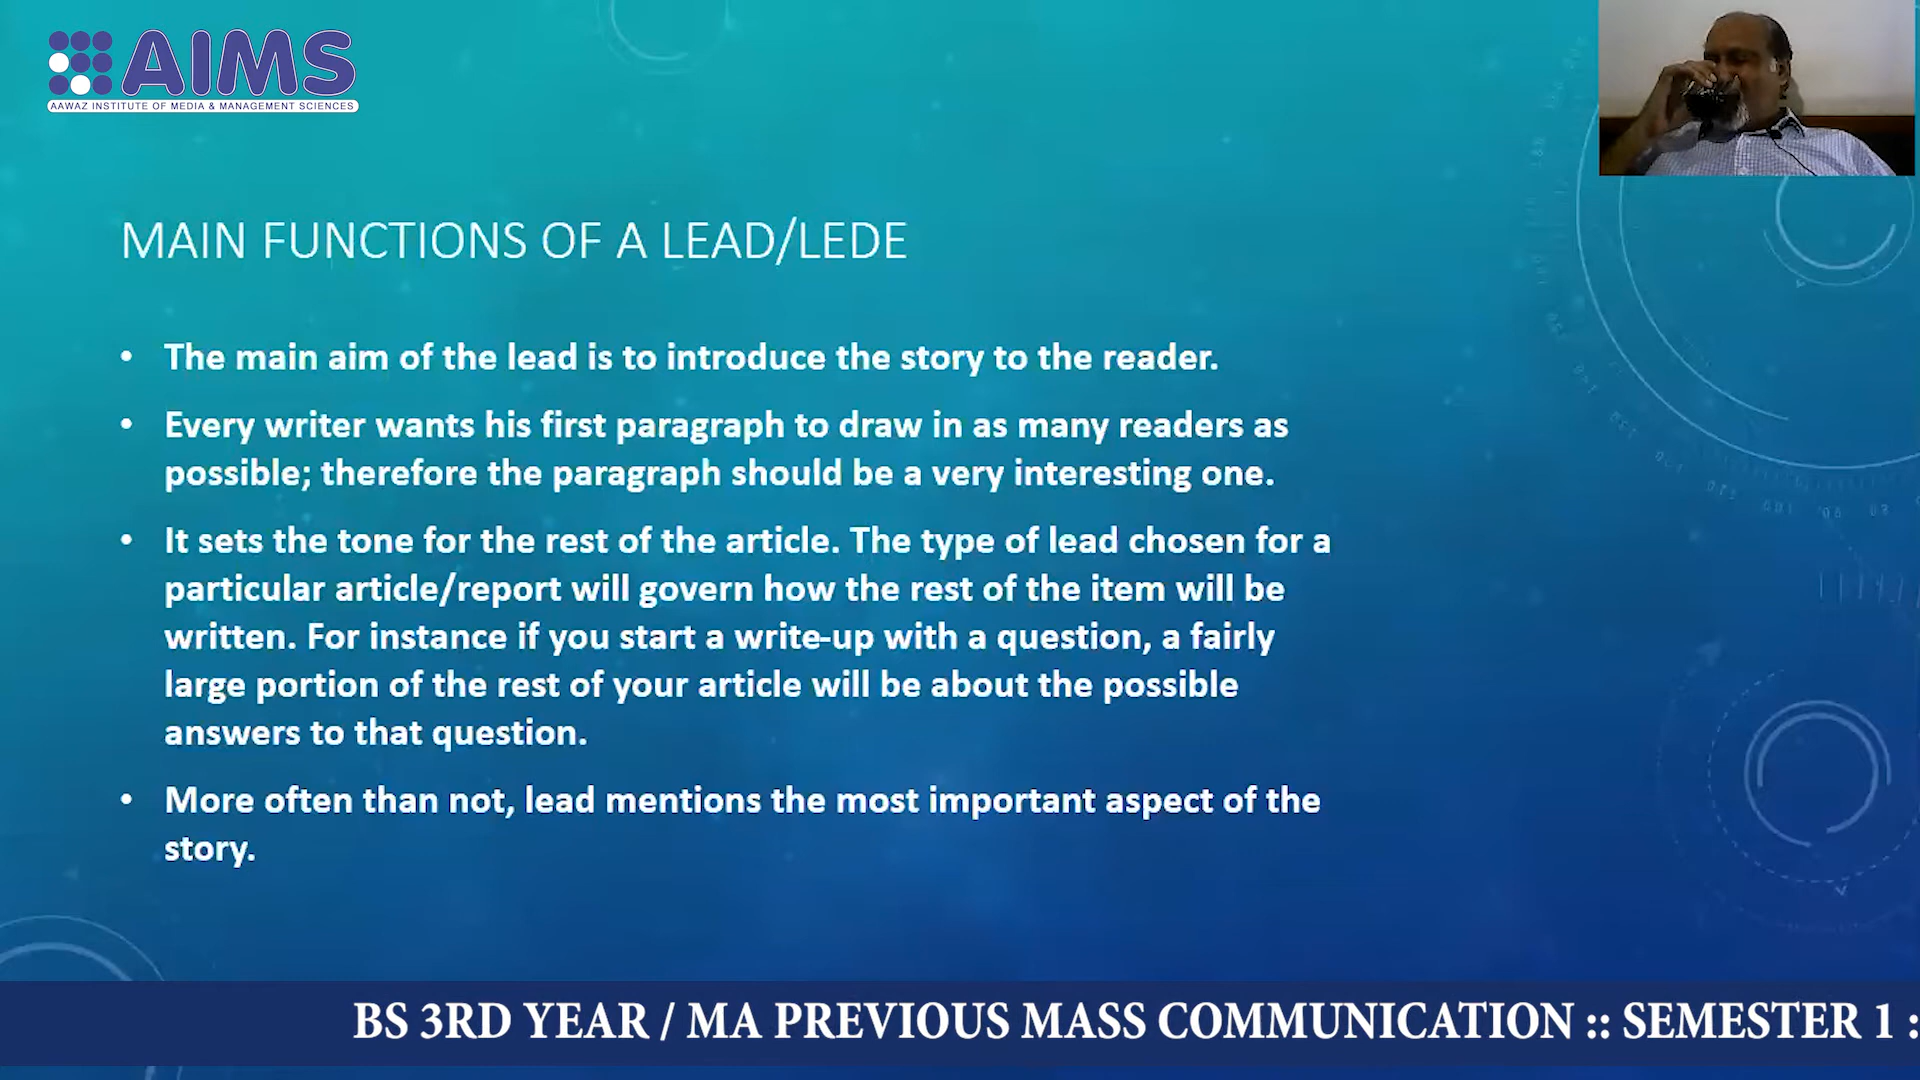 AIMS
AAWAZ INSTITUTE OF MEDIA & MANAGEMENT SCIENCES
MAIN FUNCTIONS OF A LEAD/LEDE
• The main aim of the lead is to introduce the story to the reader.
• Every writer wants his first paragraph to draw in as many readers as
possible; therefore the paragraph should be a very interesting one.
• It sets the tone for the rest of the article. The type of lead chosen for a
particular article/report will govern how the rest of the item will be
written. For instance if you start a write-up with a question, a fairly
large portion of the rest of your article will be about the possible
answers to that question.
• More often than not, lead mentions the most important aspect of the
story.
BS 3RD YEAR / MA PREVIOUS MASS COMMUNICATION :: SEMESTER 1 :